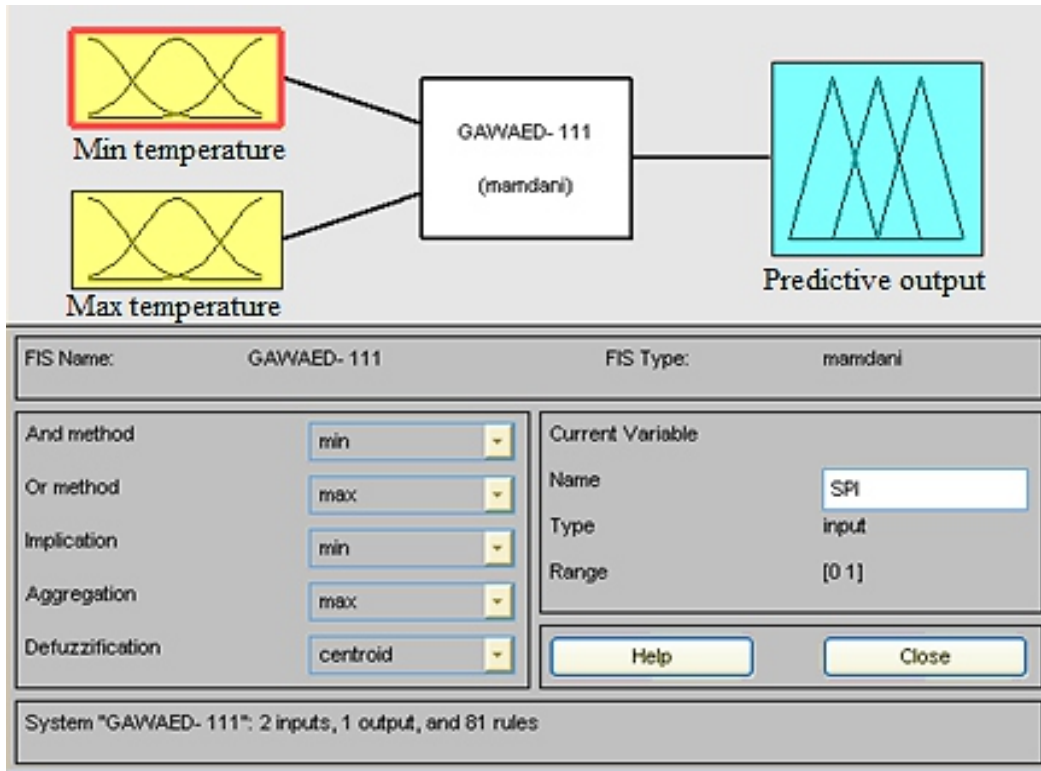 Min temperature
GAWAED- 111
(mamdani)
Max temperature
Predictive output
FIS Name: GAWAED- 111 FIS Type: mamdani
And method min
Or method max
Implication min
Aggregation max
Defuzzification centroid
Current Variable
Name SPI
Type input
Range [0 1]
Help Close
System "GAWAED- 111": 2 inputs, 1 output, and 81 rules